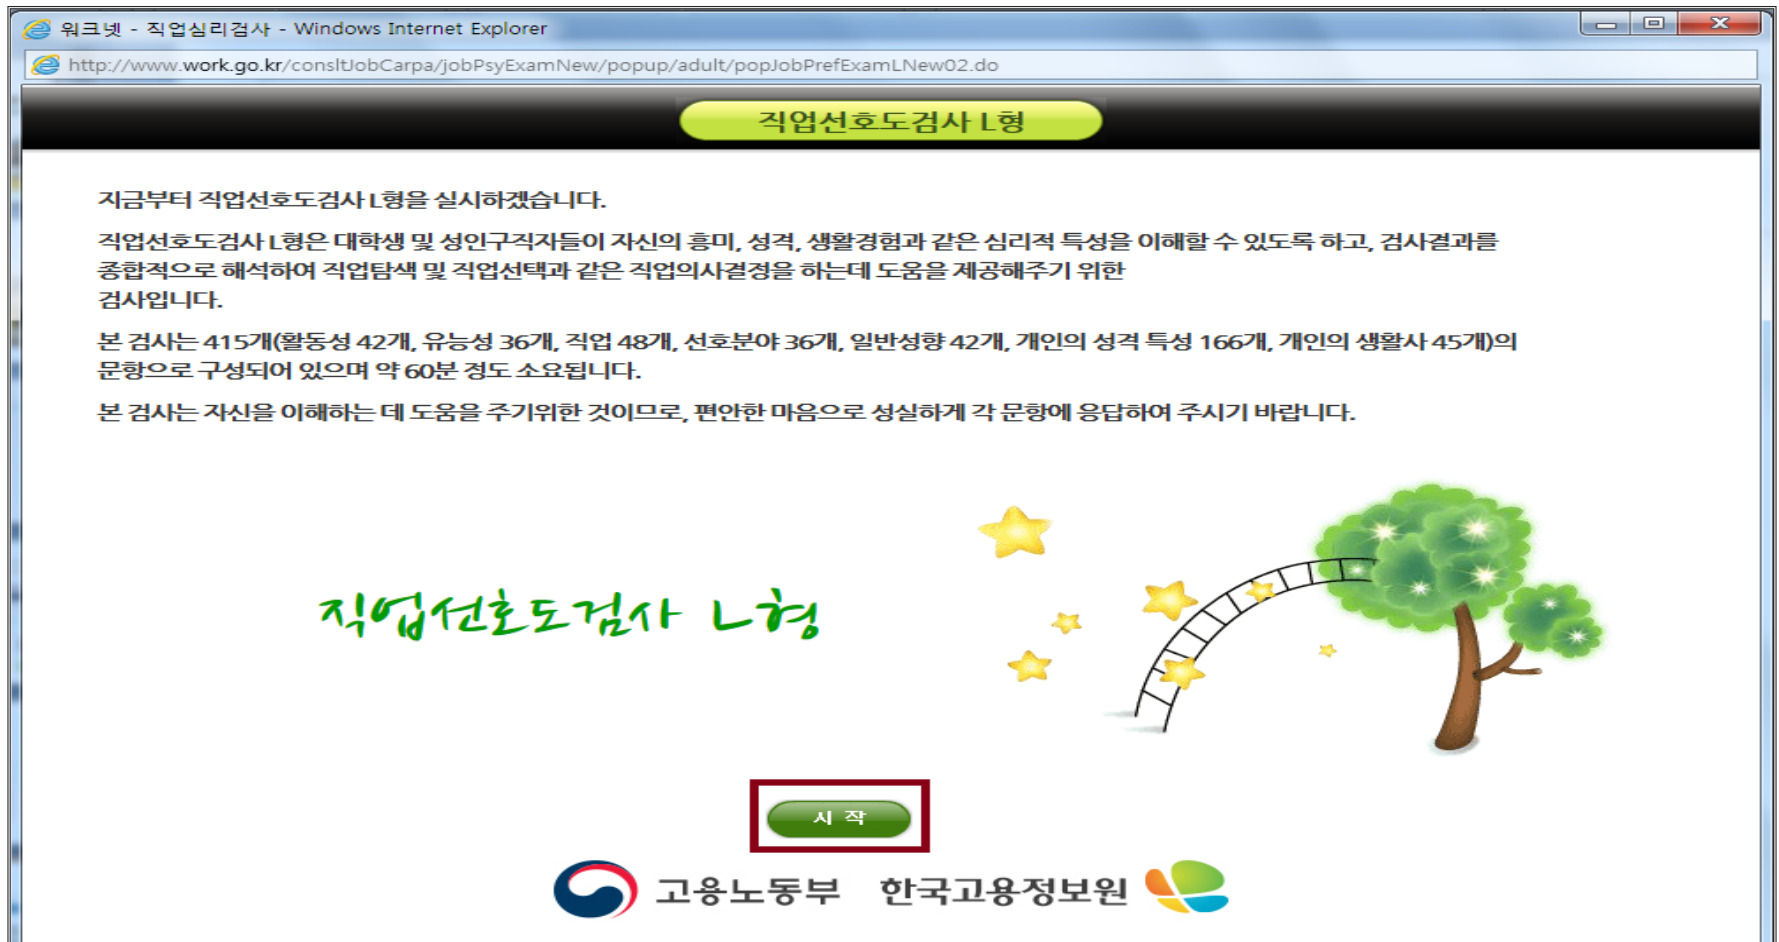 워크넷 - 직업심리검사 - Windows Internet Explorer
http://www.work.go.kr/consltJobCarpa/jobPsyExamNew/popup/adult/popJobPrefExamLNew02.do
직업선호도검사 L형
지금부터 직업선호도검사 L형을 실시하겠습니다.
직업선호도검사 L형은 대학생 및 성인구직자들이 자신의 흥미, 성격, 생활경험과 같은 심리적 특성을 이해할 수 있도록 하고, 검사결과를
종합적으로 해석하여 직업탐색 및 직업선택과 같은 직업의사결정을 하는데 도움을 제공해주기 위한
검사입니다.
본 검사는 415개(활동성 42개, 유능성 36개, 직업 48개, 선호분야 36개, 일반성향 42개, 개인의 성격 특성 166개, 개인의 생활사 45개)의
문항으로 구성되어 있으며 약 60분 정도 소요됩니다.
본 검사는 자신을 이해하는 데 도움을 주기위한 것이므로, 편안한 마음으로 성실하게 각 문항에 응답하여 주시기 바랍니다.
직업선호도검사 L형
시 작
고용노동부 한국고용정보원